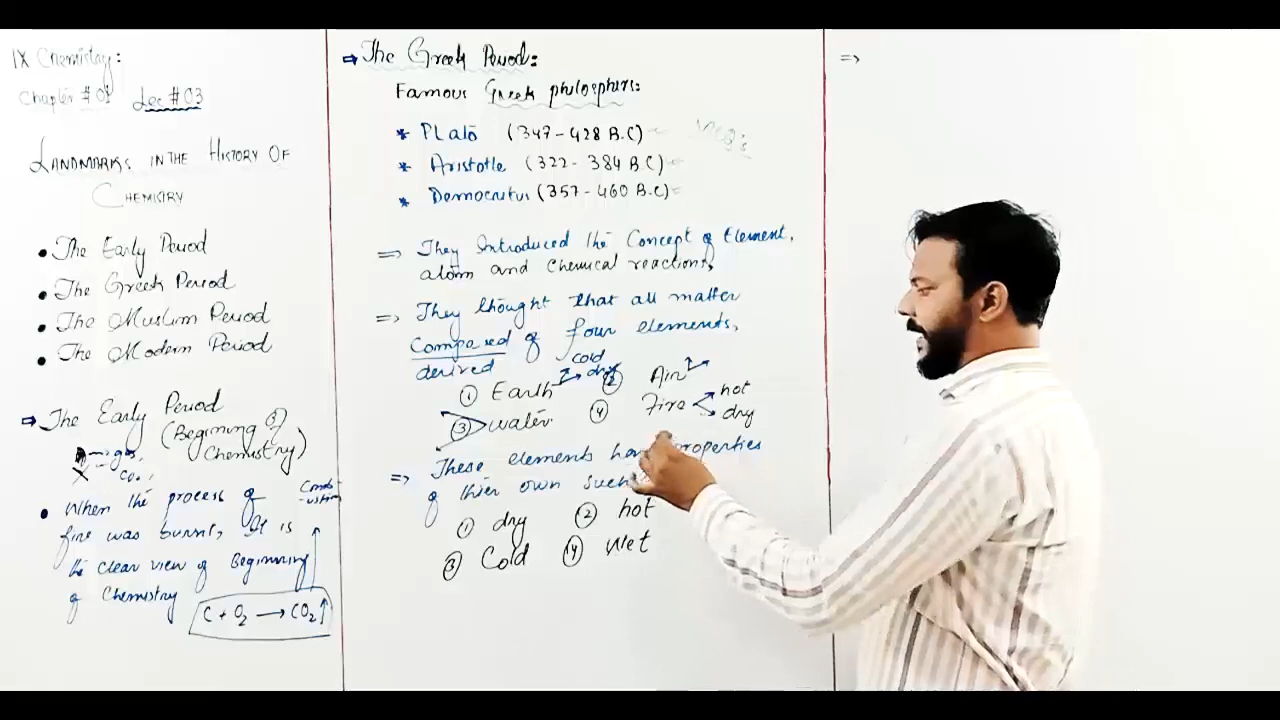 IX Chemistry:
Chapter # 01 Lec # 03
LANDMARKS IN THE HISTORY OF
CHEMISTRY
• The Early Period
• The Greek Period
• The Muslim Period
• The Modern Period
⇒ The Early Period
(Begining of
Chemistry)
→ gas,
• When the process of
fire was burnt, It is
the clear view of Beginning
of Chemistry
C + O₂ → CO₂ ↑
⇒ The Greek Period:
Famous Greek philosphers:
* PLato (347-428 B.C)
* Aristotle (322-384 B.C)
* Democritus (357-460 B.C)
⇒ They Introduced the Concept of Element,
atom and Chemical reactions,
⇒ They thought that all matter
Composed of four elements,
derived
cold
dry
① Earth ② Air
③ water ④ Fire
hot
dry
⇒ These elements have properties
of thier own such
① dry ② hot
③ Cold ④ Wet
⇒